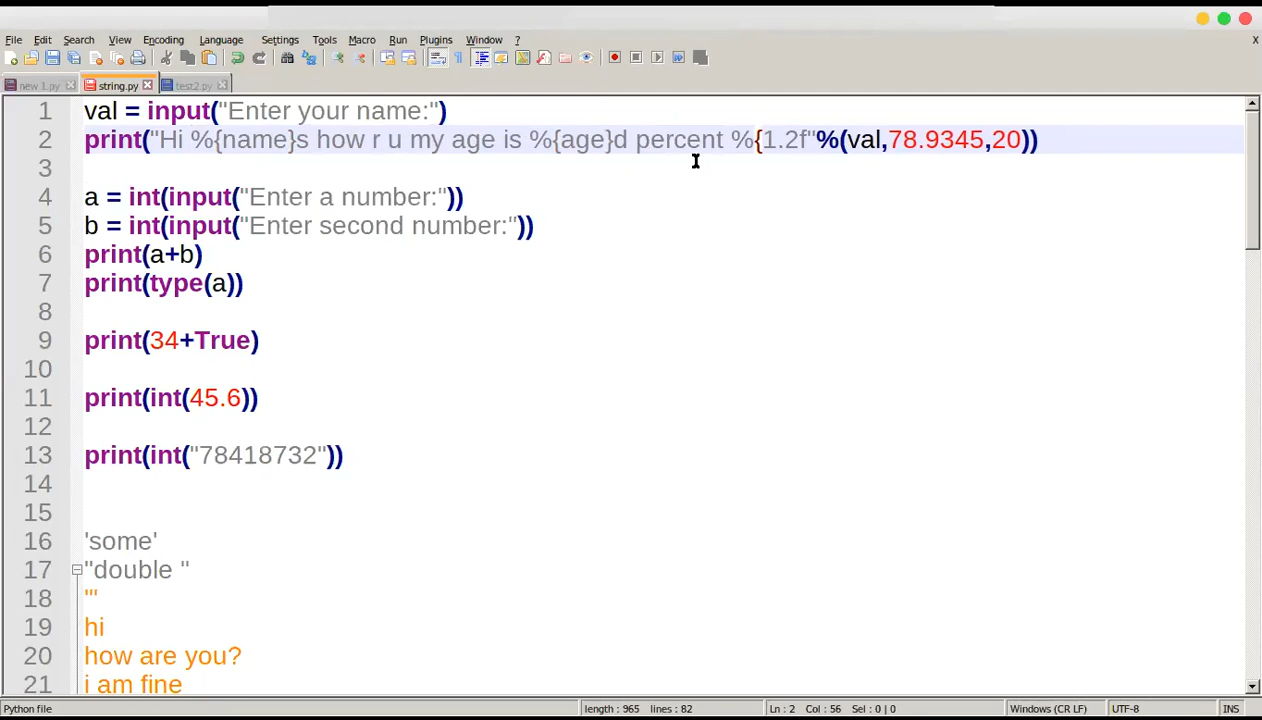 File Edit Search View Encoding Language Settings Tools Macro Run Plugins Window ? X
new 1.py string.py test2.py
1 val = input("Enter your name:")
2 print("Hi %{name}s how r u my age is %{age}d percent %{1.2f"%(val,78.9345,20))
3
4 a = int(input("Enter a number:"))
5 b = int(input("Enter second number:"))
6 print(a+b)
7 print(type(a))
8
9 print(34+True)
10
11 print(int(45.6))
12
13 print(int("78418732"))
14
15
16 'some'
17 "double "
18 '''
19 hi
20 how are you?
21 i am fine
Python file length : 965 lines : 82 Ln : 2 Col : 56 Sel : 0 | 0 Windows (CR LF) UTF-8 INS